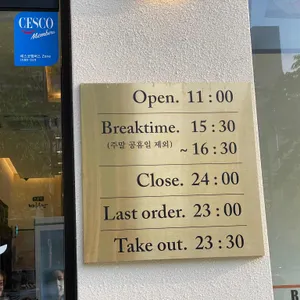 CESCO
Members
Open. 11 : 00
Breaktime. 15 : 30
(주말 공휴일 제외) ~ 16 : 30
Close. 24 : 00
Last order. 23 : 00
Take out. 23 : 30